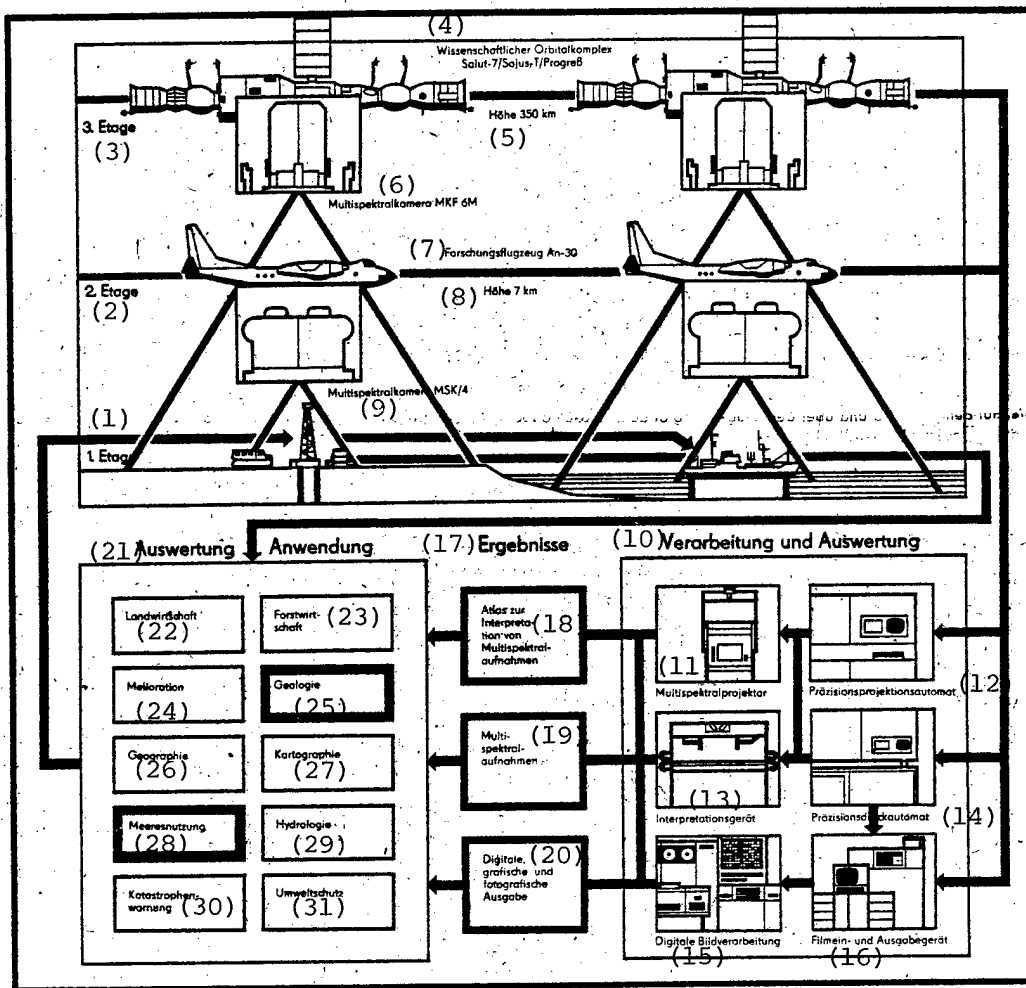 (4)
Wissenschaftlicher Orbitalkomplex
Salut-7/Sojus-T/Progreß
3. Etage
(3)
Höhe 350 km
(5)
(6)
Multispektralkamera MKF 6M
(7) Forschungsflugzeug An-30
2. Etage
(2)
(8) Höhe 7 km
Multispektralkamera MSK/4
(9)
(1)
1. Etage
(21) Auswertung Anwendung
(17) Ergebnisse
(10) Verarbeitung und Auswertung
Landwirtschaft
(22)
Forstwirt-
schaft
(23)
Melioration
(24)
Geologie
(25)
Geographie
(26)
Kartographie
(27)
Meeresnutzung
(28)
Hydrologie
(29)
Katastrophen-
warnung (30)
Umweltschutz
(31)
Atlas zur
Interpreta-
tion von
Multispektral-
aufnahmen
(18)
Multi-
spektral-
aufnahmen
(19)
Digitale,
grafische und
fotografische
Ausgabe
(20)
(11)
Multispektralprojektor
Präzisionsprojektionsautomat (12)
(13)
Interpretationsgerät
Präzisionsdruckautomat (14)
Digitale Bildverarbeitung
(15)
Filmein- und Ausgabegerät
(16)